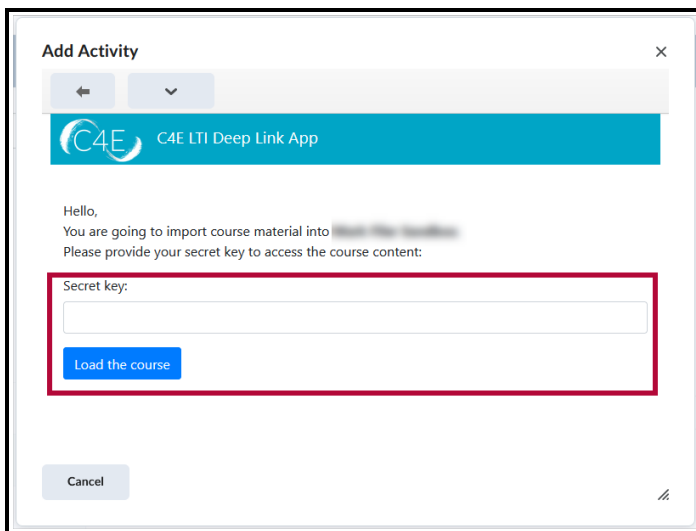 Add Activity
C4E
C4E LTI Deep Link App
Hello,
You are going to import course material into
Please provide your secret key to access the course content:
Secret key:
Load the course
Cancel